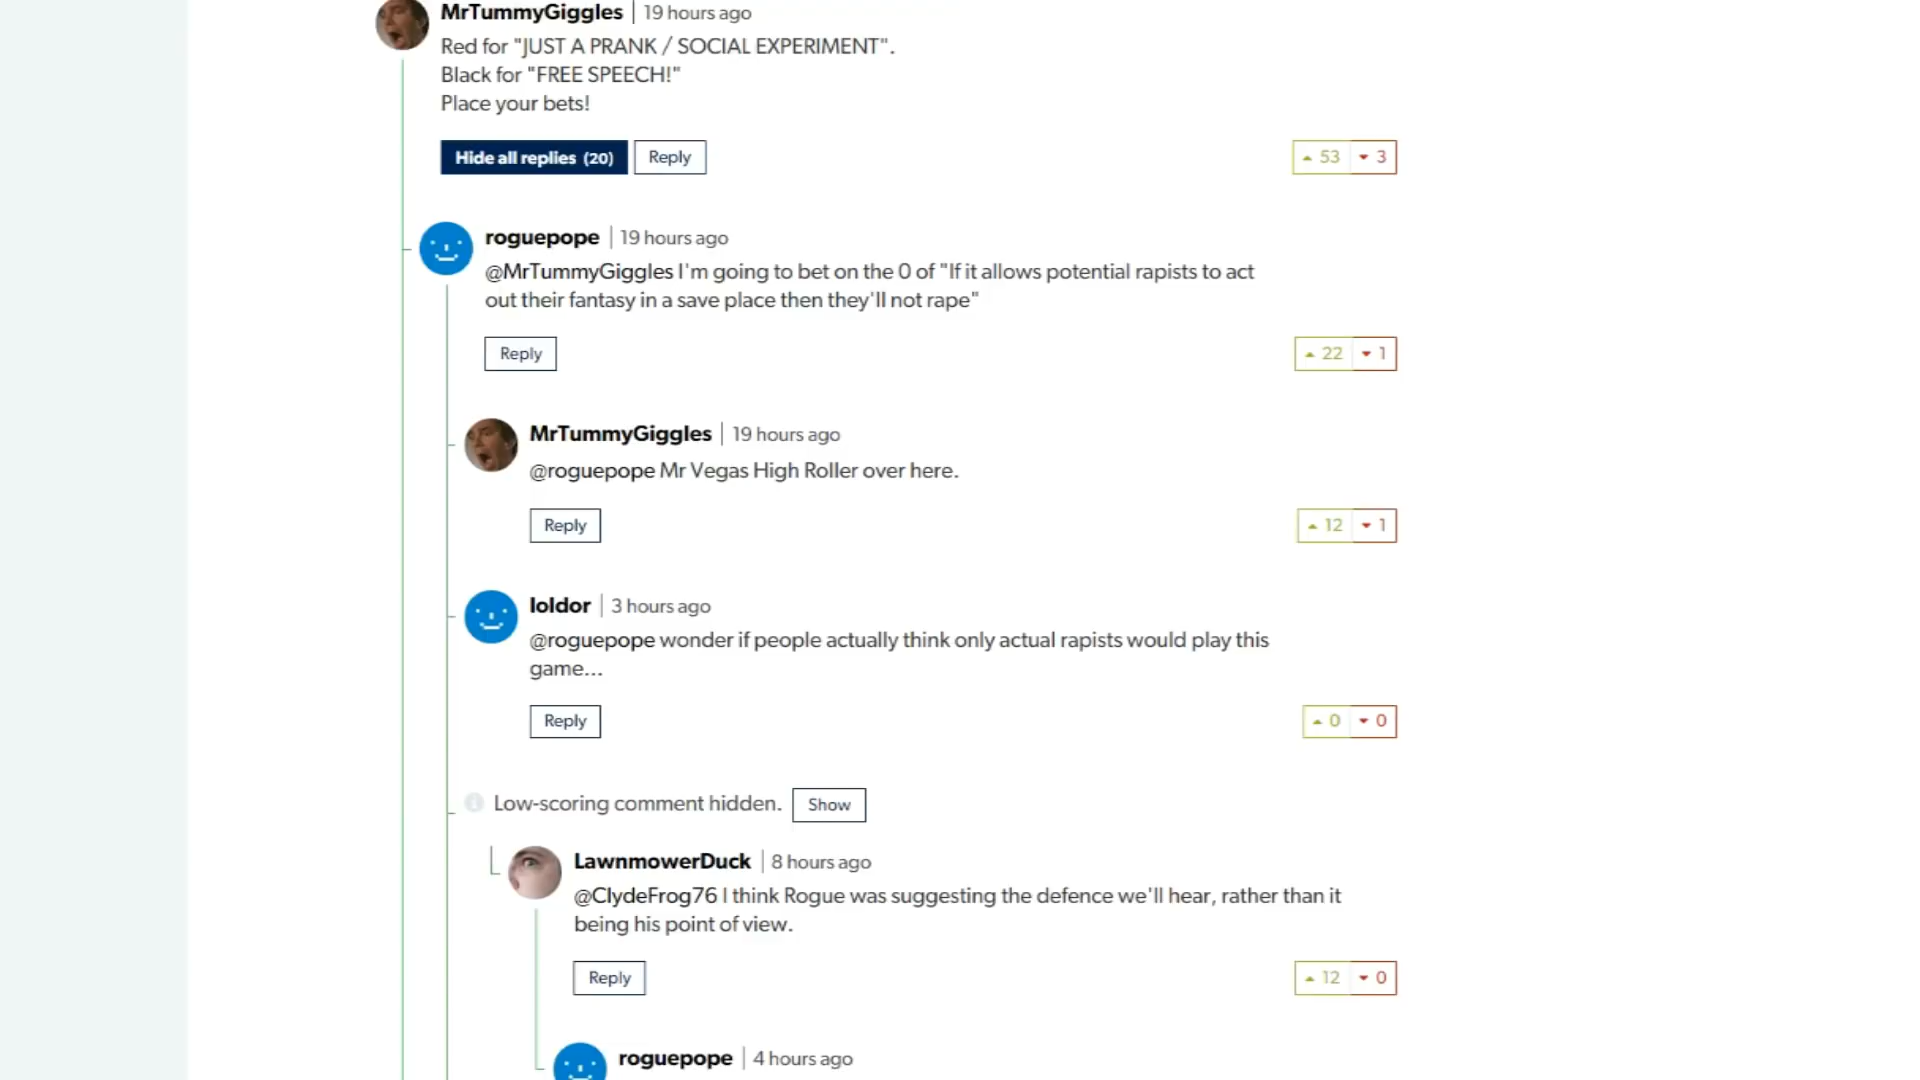 MrTummyGiggles | 19 hours ago
Red for "JUST A PRANK / SOCIAL EXPERIMENT".
Black for "FREE SPEECH!"
Place your bets!
Hide all replies (20) Reply 53 3
roguepope | 19 hours ago
@MrTummyGiggles I'm going to bet on the 0 of "If it allows potential rapists to act
out their fantasy in a save place then they'll not rape"
Reply 22 1
MrTummyGiggles | 19 hours ago
@roguepope Mr Vegas High Roller over here.
Reply 12 1
loldor | 3 hours ago
@roguepope wonder if people actually think only actual rapists would play this
game...
Reply 0 0
Low-scoring comment hidden. Show
LawnmowerDuck | 8 hours ago
@ClydeFrog76 I think Rogue was suggesting the defence we'll hear, rather than it
being his point of view.
Reply 12 0
roguepope | 4 hours ago